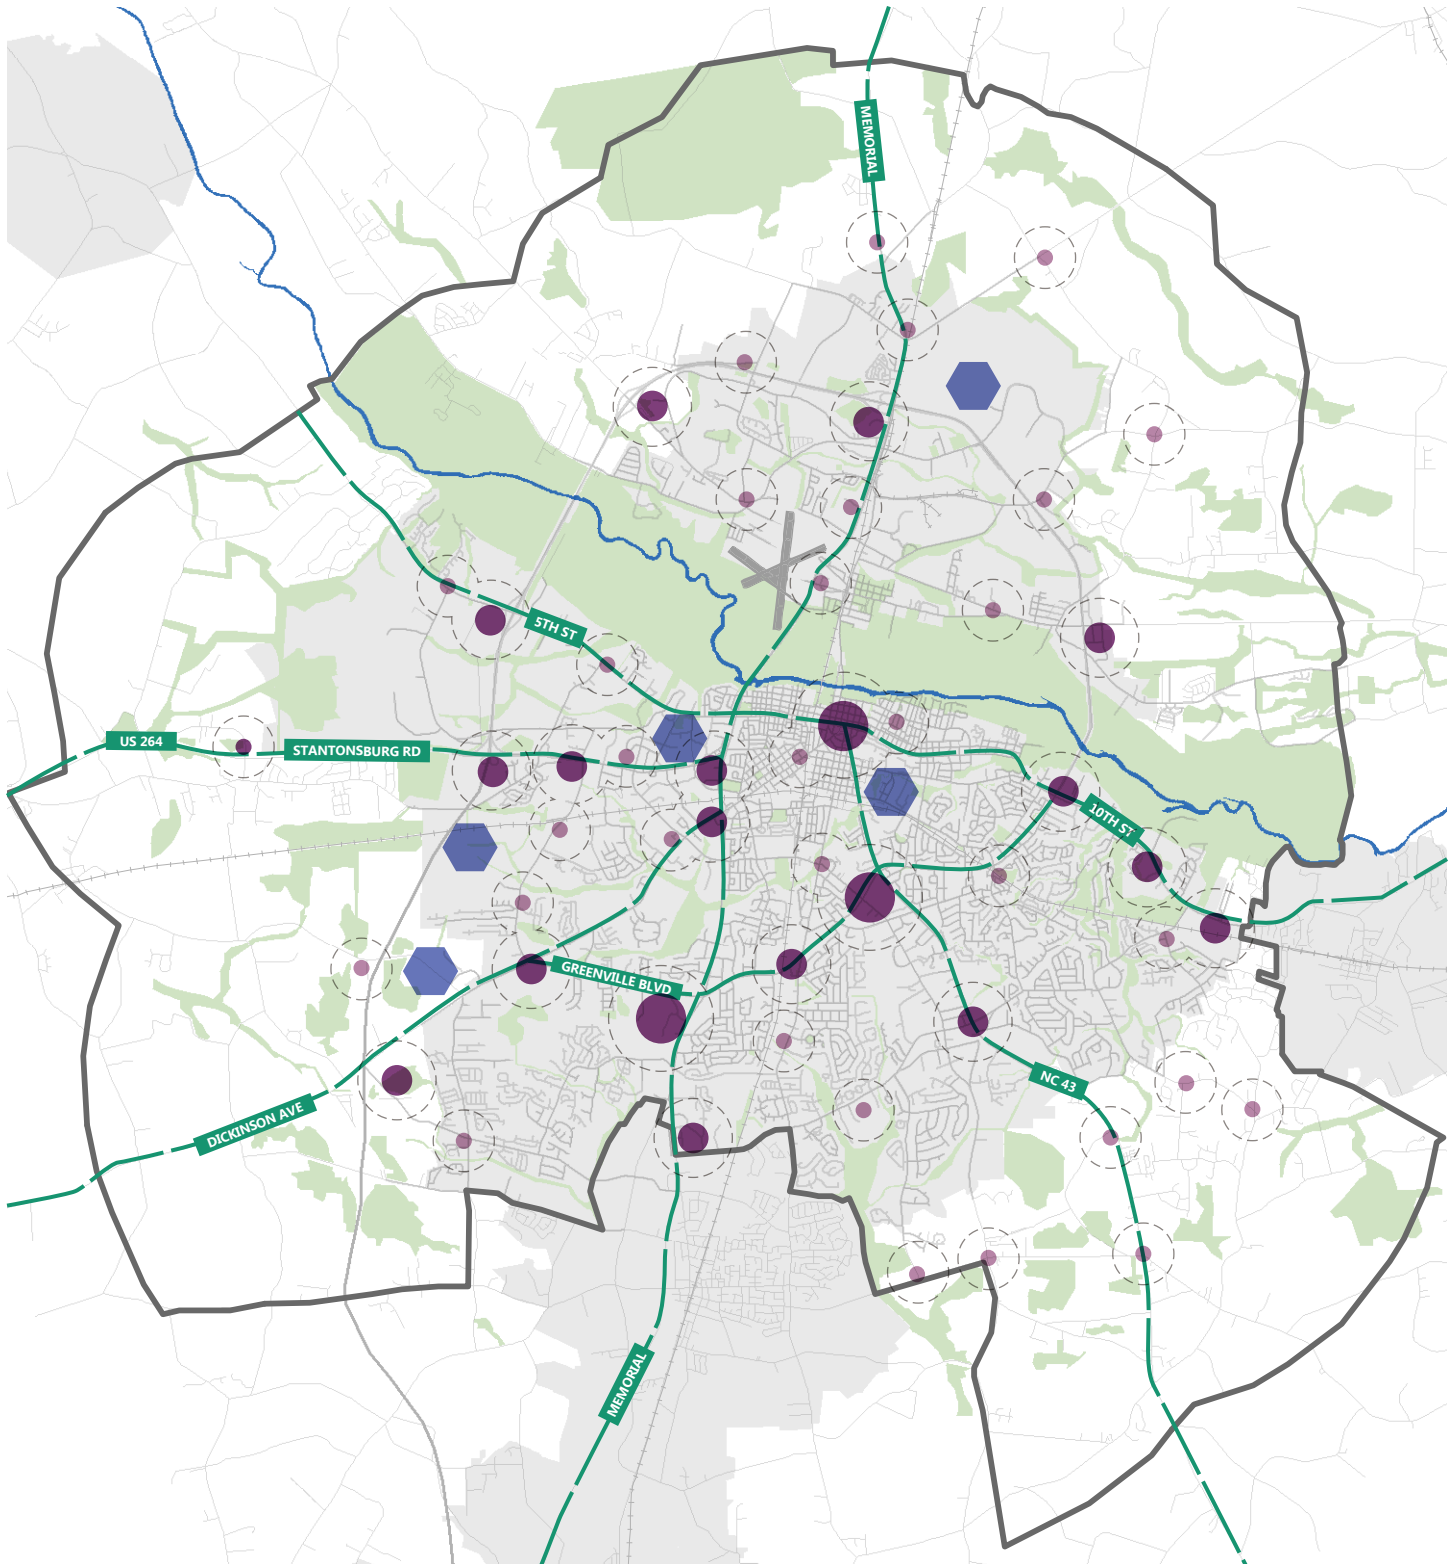 MEMORIAL
5TH ST
US 264
STANTONSBURG RD
10TH ST
GREENVILLE BLVD
NC 43
DICKINSON AVE
MEMORIAL